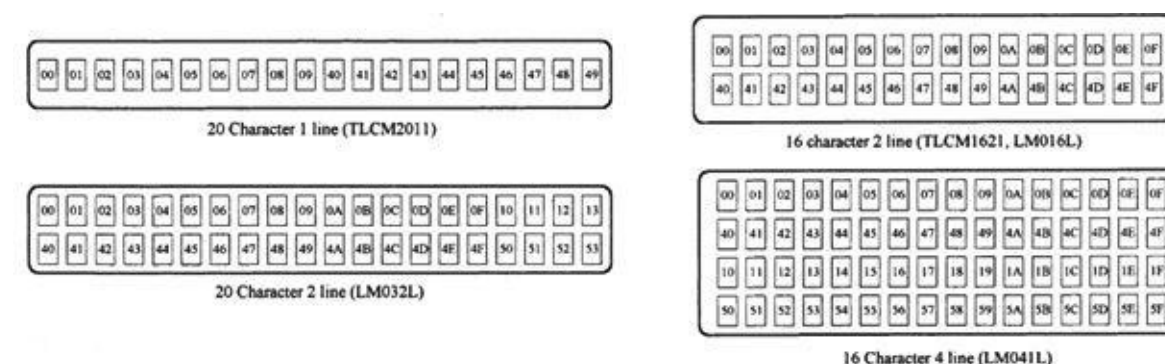 00 01 02 03 04 05 06 07 08 09 40 41 42 43 44 45 46 47 48 49
20 Character 1 line (TLCM2011)
00 01 02 03 04 05 06 07 08 09 0A 0B 0C 0D 0E 0F 10 11 12 13
40 41 42 43 44 45 46 47 48 49 4A 4B 4C 4D 4E 4F 50 51 52 53
20 Character 2 line (LM032L)
00 01 02 03 04 05 06 07 08 09 0A 0B 0C 0D 0E 0F
40 41 42 43 44 45 46 47 48 49 4A 4B 4C 4D 4E 4F
16 character 2 line (TLCM1621, LM016L)
00 01 02 03 04 05 06 07 08 09 0A 0B 0C 0D 0E 0F
40 41 42 43 44 45 46 47 48 49 4A 4B 4C 4D 4E 4F
10 11 12 13 14 15 16 17 18 19 1A 1B 1C 1D 1E 1F
50 51 52 53 54 55 56 57 58 59 5A 5B 5C 5D 5E 5F
16 Character 4 line (LM041L)